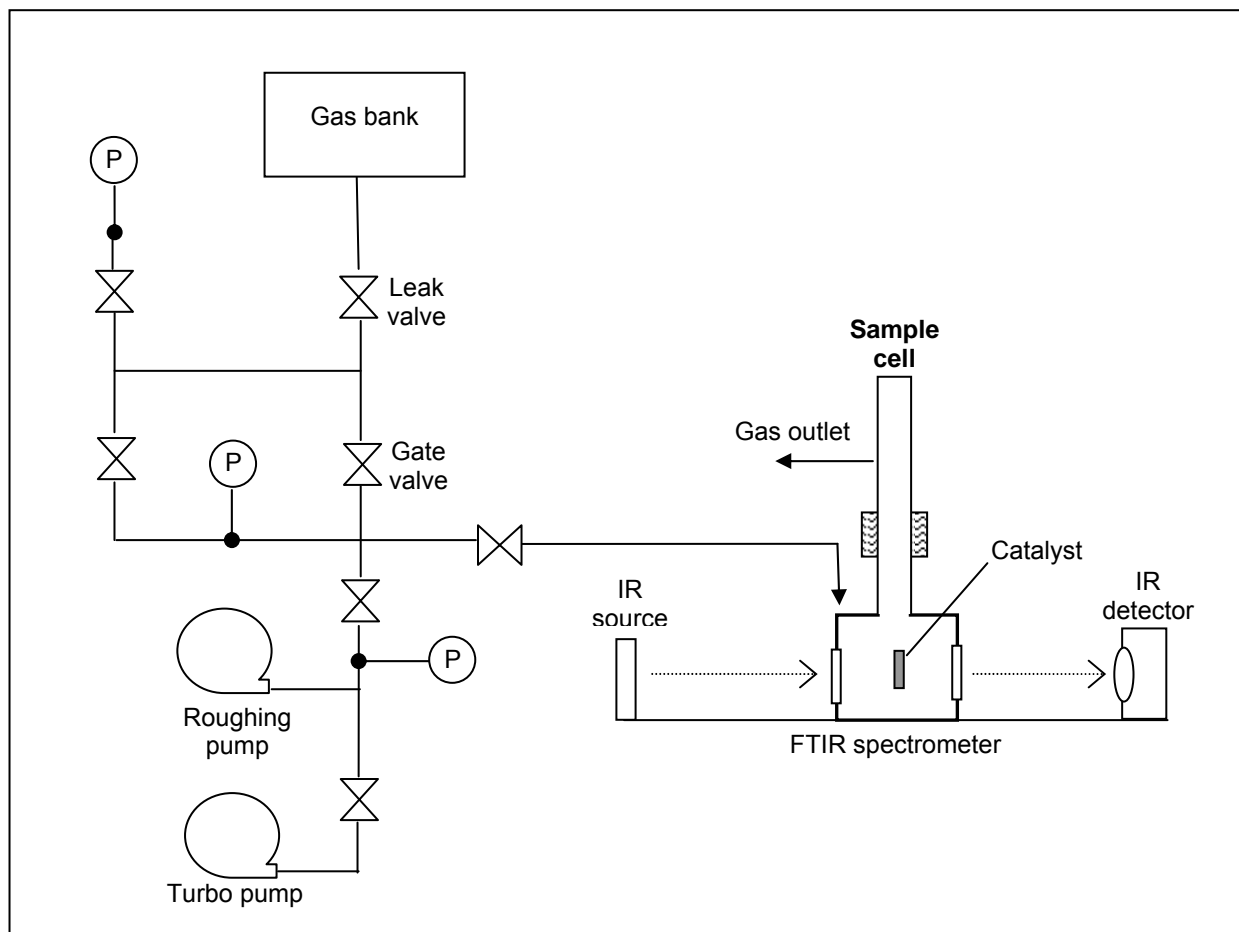 Gas bank
P
Leak
valve
Sample
cell
Gas outlet
P
Gate
valve
Catalyst
IR
source
IR
detector
P
Roughing
pump
FTIR spectrometer
Turbo pump